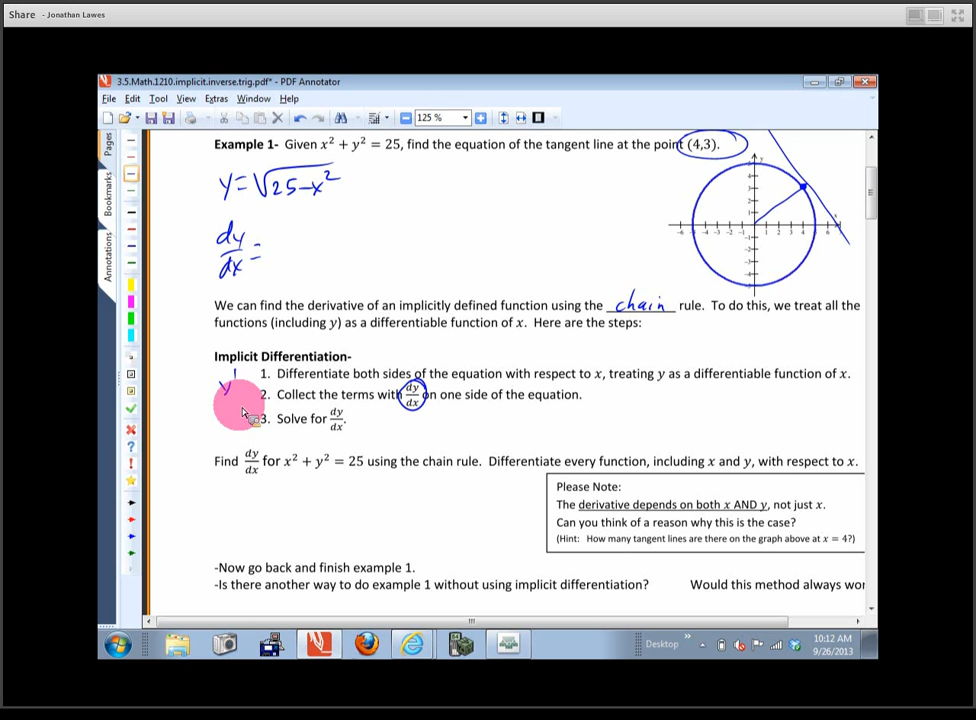 Share - Jonathan Lawes
3.5.Math.1210.implicit.inverse.trig.pdf* - PDF Annotator
File Edit Tool View Extras Window Help
125 %
Pages
Bookmarks
Annotations
Example 1- Given x² + y² = 25, find the equation of the tangent line at the point (4,3).
y = √25-x²
dy/dx =
We can find the derivative of an implicitly defined function using the chain rule. To do this, we treat all the
functions (including y) as a differentiable function of x. Here are the steps:
Implicit Differentiation-
1. Differentiate both sides of the equation with respect to x, treating y as a differentiable function of x.
y'
2. Collect the terms with dy/dx on one side of the equation.
3. Solve for dy/dx.
Find dy/dx for x² + y² = 25 using the chain rule. Differentiate every function, including x and y, with respect to x.
Please Note:
The derivative depends on both x AND y, not just x.
Can you think of a reason why this is the case?
(Hint: How many tangent lines are there on the graph above at x = 4?)
-Now go back and finish example 1.
-Is there another way to do example 1 without using implicit differentiation? Would this method always wor
Desktop
10:12 AM
9/26/2013